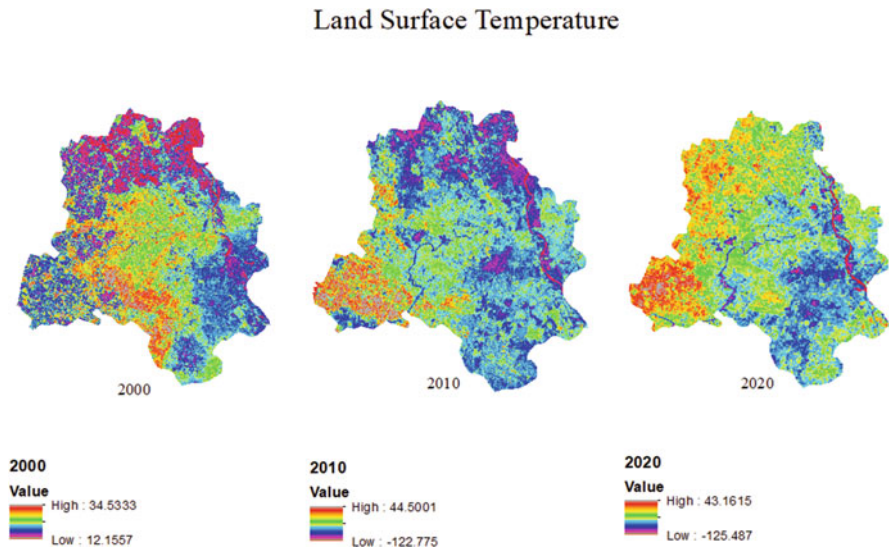 Land Surface Temperature
2000
2010
2020
2000
Value
High : 34.5333
Low : 12.1557
2010
Value
High : 44.5001
Low : -122.775
2020
Value
High : 43.1615
Low : -125.487